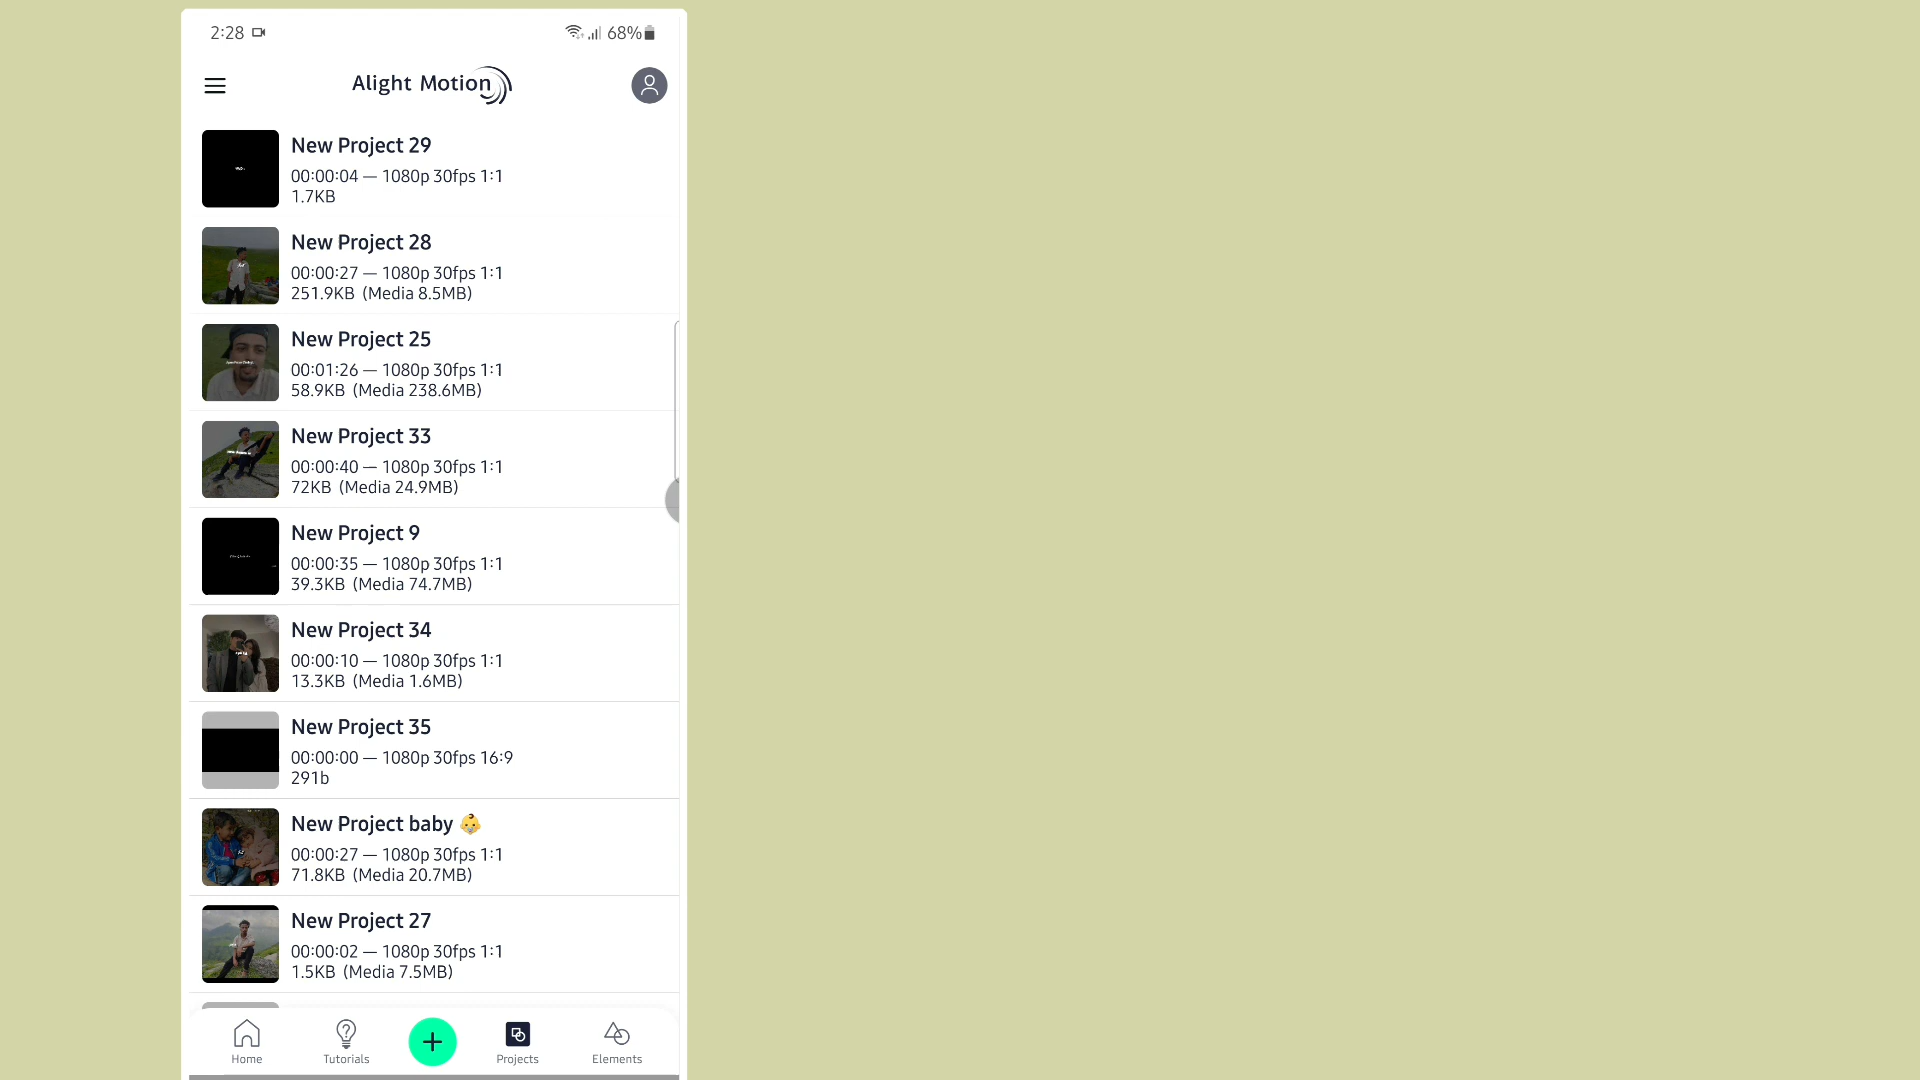 2:28
68%
Alight Motion
New Project 29
00:00:04 — 1080p 30fps 1:1
1.7KB
New Project 28
00:00:27 — 1080p 30fps 1:1
251.9KB (Media 8.5MB)
New Project 25
00:01:26 — 1080p 30fps 1:1
58.9KB (Media 238.6MB)
New Project 33
00:00:40 — 1080p 30fps 1:1
72KB (Media 24.9MB)
New Project 9
00:00:35 — 1080p 30fps 1:1
39.3KB (Media 74.7MB)
New Project 34
00:00:10 — 1080p 30fps 1:1
13.3KB (Media 1.6MB)
New Project 35
00:00:00 — 1080p 30fps 16:9
291b
New Project baby 👶
00:00:27 — 1080p 30fps 1:1
71.8KB (Media 20.7MB)
New Project 27
00:00:02 — 1080p 30fps 1:1
1.5KB (Media 7.5MB)
Home
Tutorials
Projects
Elements